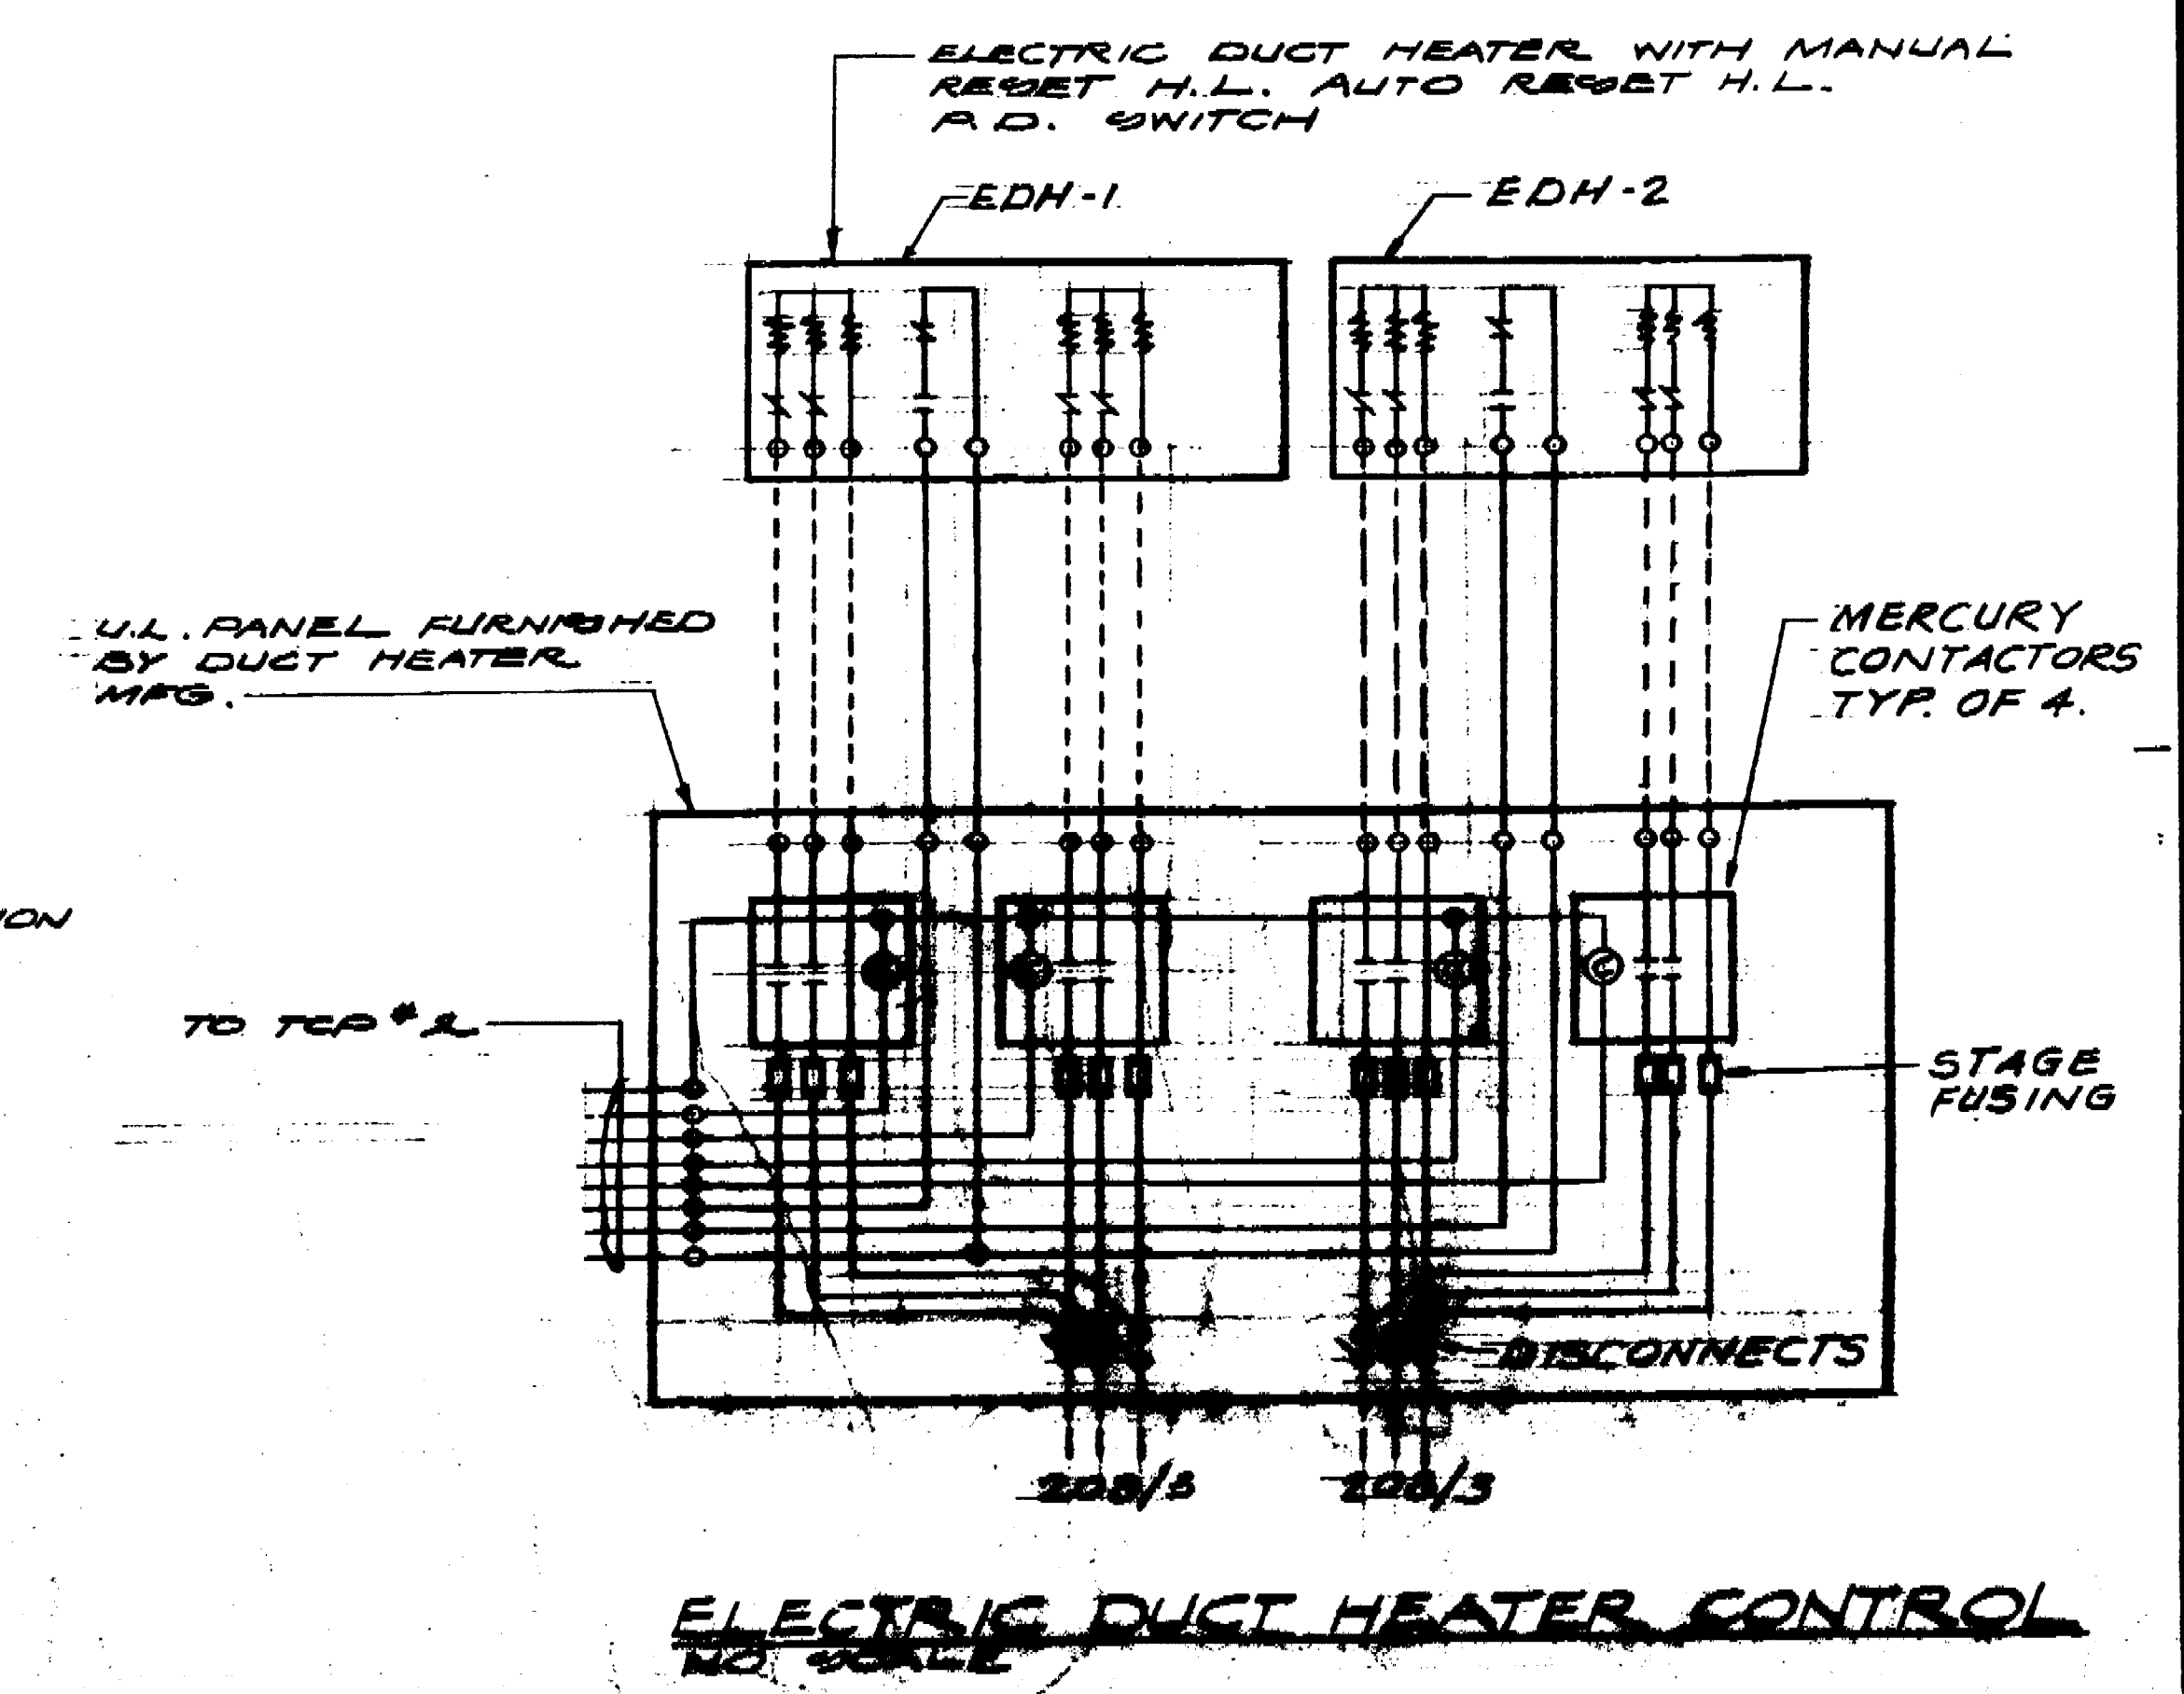 ELECTRIC DUCT HEATER WITH MANUAL
RESET H.L. AUTO RESET H.L.
P.D. SWITCH
EDH-1
EDH-2
U.L. PANEL FURNISHED
BY DUCT HEATER
MFG.
MERCURY
CONTACTORS
TYP. OF 4.
ION
C
C
TO TCP #2
STAGE
FUSING
DISCONNECTS
208/3
208/3
ELECTRIC DUCT HEATER CONTROL
NO SCALE